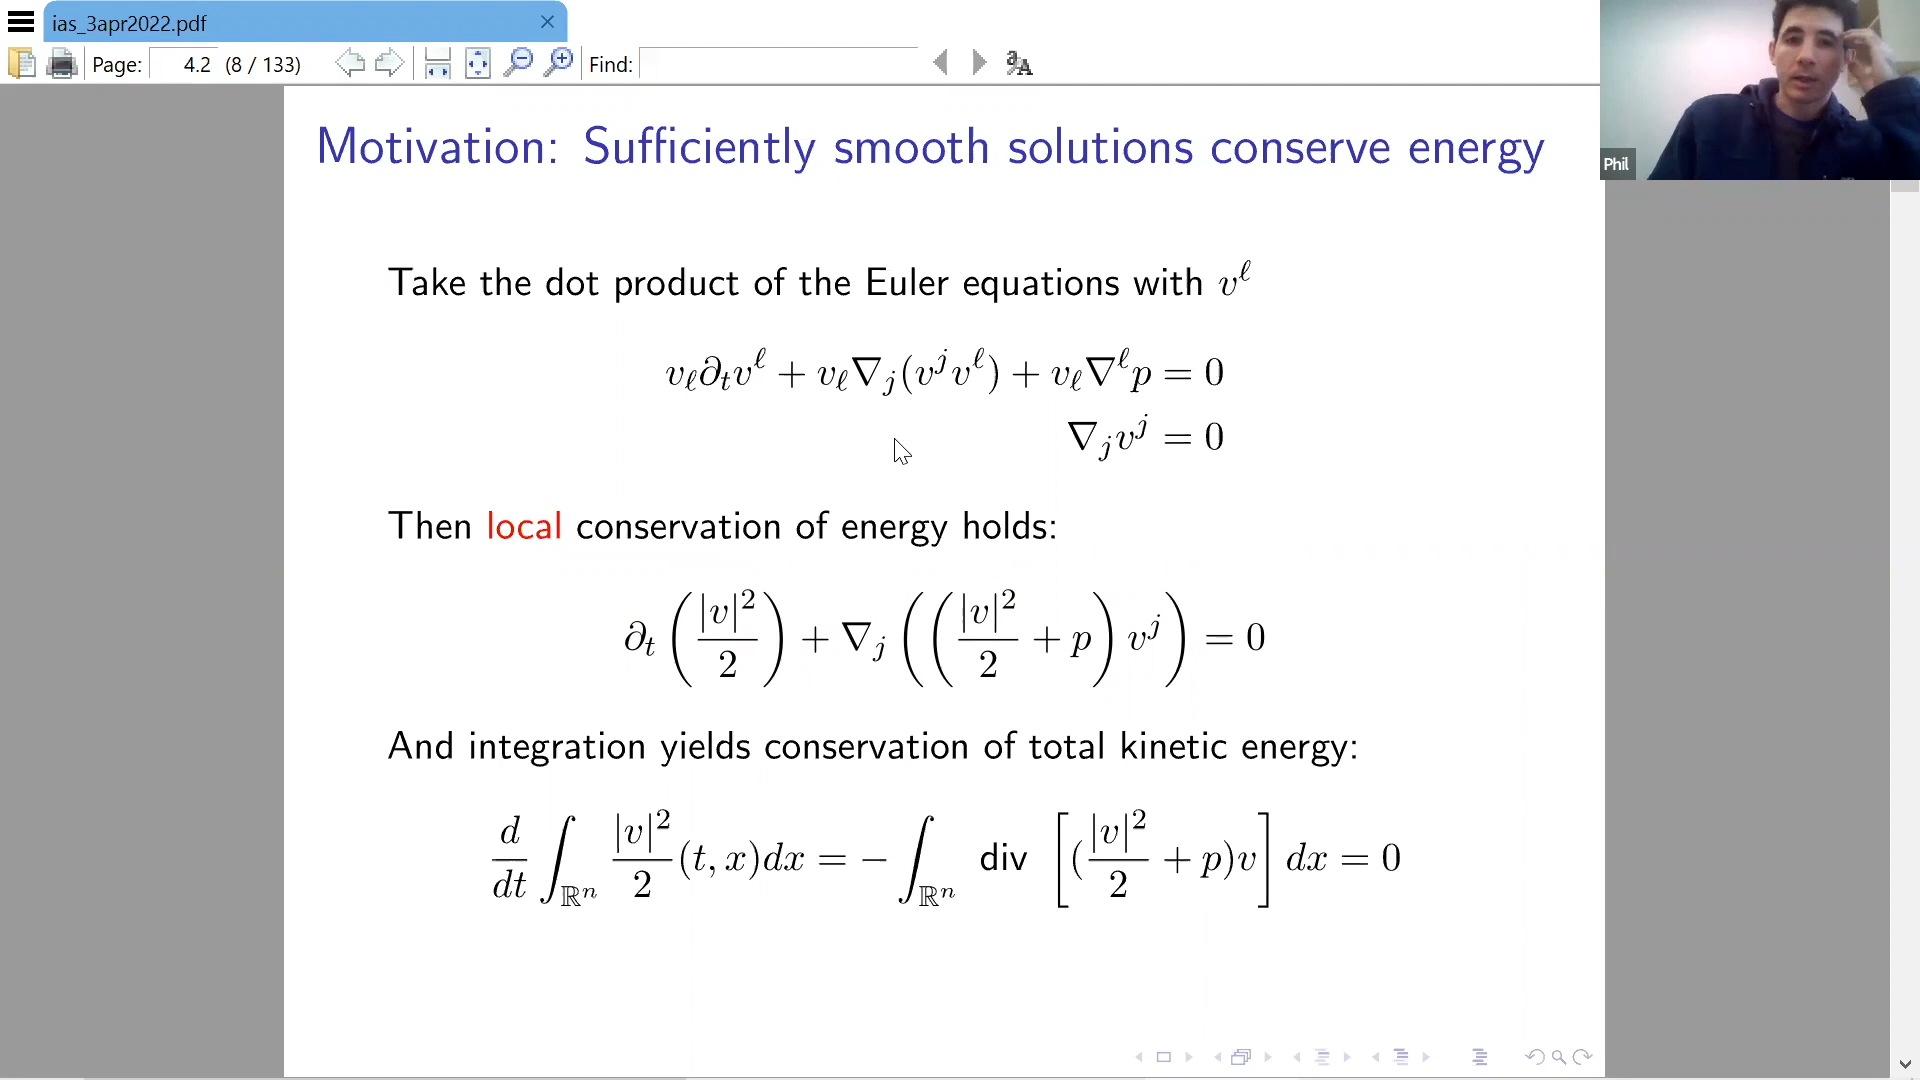 ias_3apr2022.pdf
Page: 4.2 (8 / 133) Find:
Phil
Motivation: Sufficiently smooth solutions conserve energy
Take the dot product of the Euler equations with v^ℓ
v_ℓ∂_t v^ℓ + v_ℓ∇_j(v^j v^ℓ) + v_ℓ∇^ℓ p = 0
∇_j v^j = 0
Then local conservation of energy holds:
∂_t (|v|^2/2) + ∇_j ((|v|^2/2 + p) v^j) = 0
And integration yields conservation of total kinetic energy:
d/dt ∫_{ℝ^n} |v|^2/2 (t, x)dx = − ∫_{ℝ^n} div [(|v|^2/2 + p)v] dx = 0